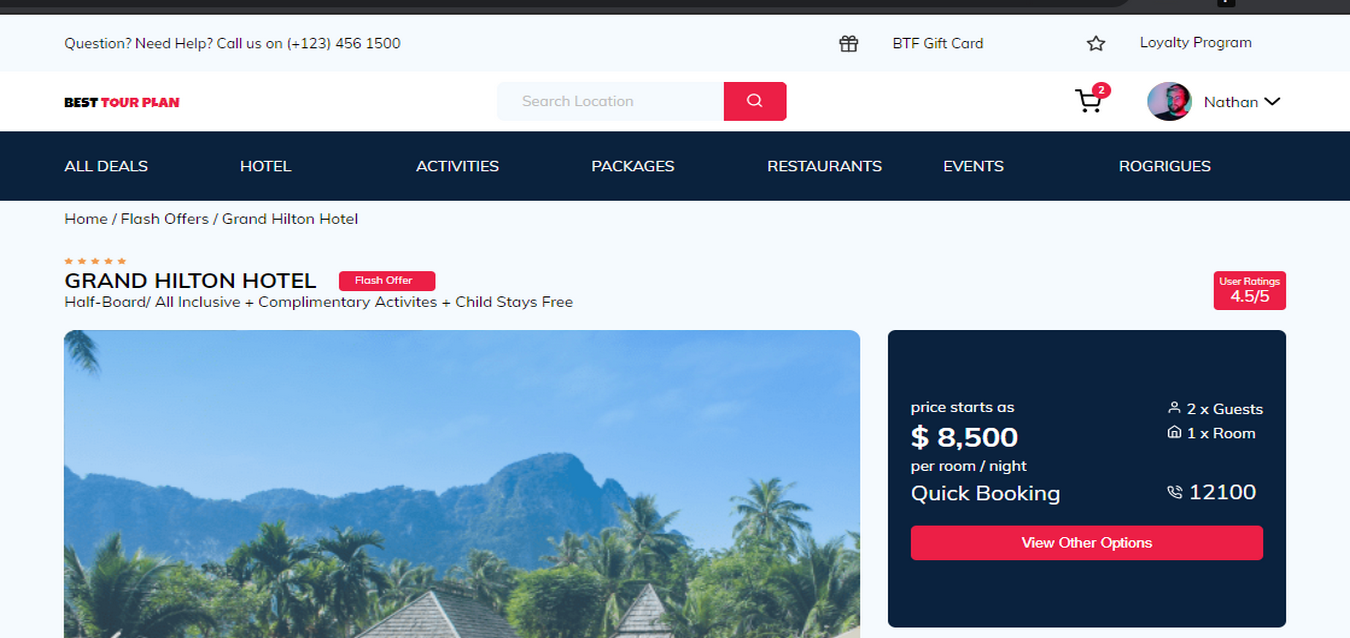 Question? Need Help? Call us on (+123) 456 1500
BTF Gift Card
Loyalty Program
BEST TOUR PLAN
Search Location
2
Nathan
ALL DEALS
HOTEL
ACTIVITIES
PACKAGES
RESTAURANTS
EVENTS
ROGRIGUES
Home / Flash Offers / Grand Hilton Hotel
GRAND HILTON HOTEL
Flash Offer
Half-Board/ All Inclusive + Complimentary Activites + Child Stays Free
User Ratings
4.5/5
price starts as
$ 8,500
per room / night
2 x Guests
1 x Room
Quick Booking
12100
View Other Options